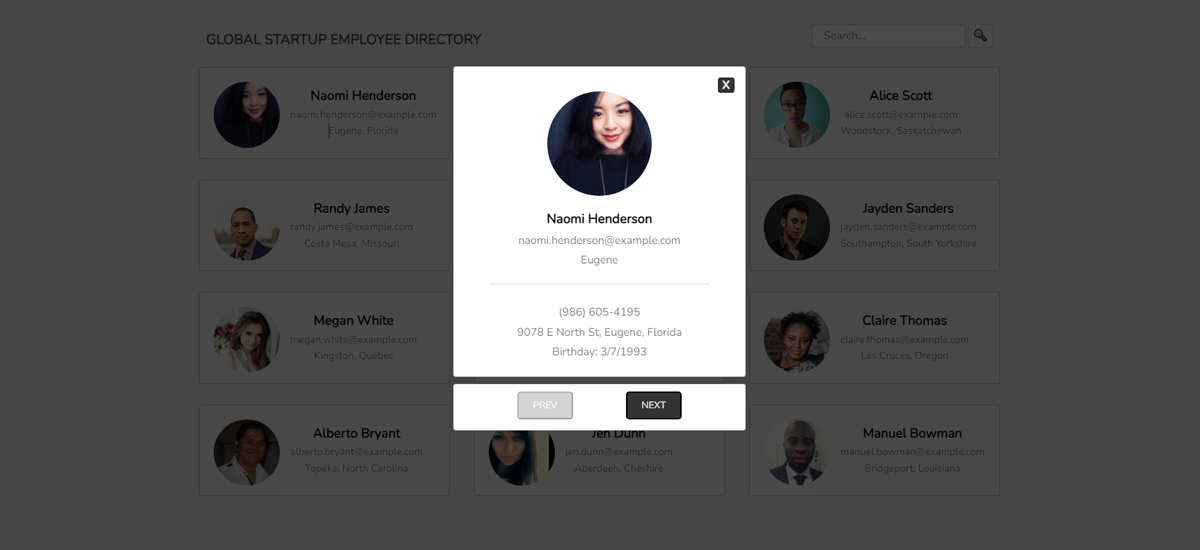 GLOBAL STARTUP EMPLOYEE DIRECTORY
Search...
X
Naomi Henderson
naomi.henderson@example.com
Eugene
(986) 605-4195
9078 E North St, Eugene, Florida
Birthday: 3/7/1993
PREV
NEXT
Naomi Henderson
naomi.henderson@example.com
Eugene, Florida
Alice Scott
alice.scott@example.com
Woodstock, Saskatchewan
Randy James
randy.james@example.com
Costa Mesa, Missouri
Jayden Sanders
jayden.sanders@example.com
Southampton, South Yorkshire
Megan White
megan.white@example.com
Kingston, Québec
Claire Thomas
claire.thomas@example.com
Las Cruces, Oregon
Alberto Bryant
alberto.bryant@example.com
Topeka, North Carolina
Jen Dunn
jen.dunn@example.com
Aberdeen, Cheshire
Manuel Bowman
manuel.bowman@example.com
Bridgeport, Louisiana